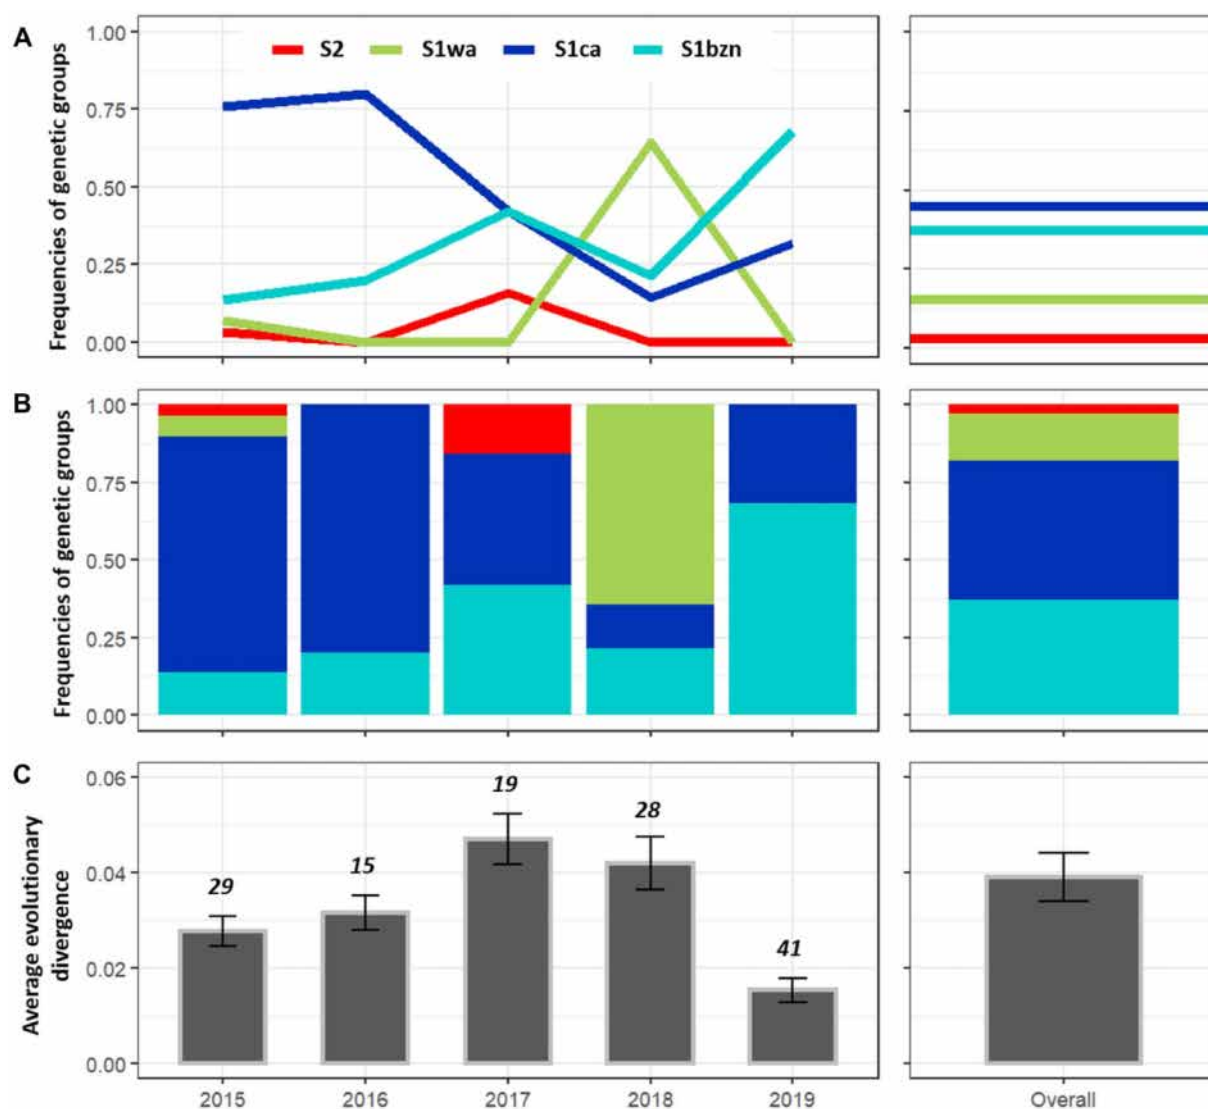 A
Frequencies of genetic groups
1.00
0.75
0.50
0.25
0.00
S2 S1wa S1ca S1bzn
B
Frequencies of genetic groups
1.00
0.75
0.50
0.25
0.00
C
Average evolutionary
divergence
0.06
0.04
0.02
0.00
29
15
19
28
41
2015 2016 2017 2018 2019 Overall